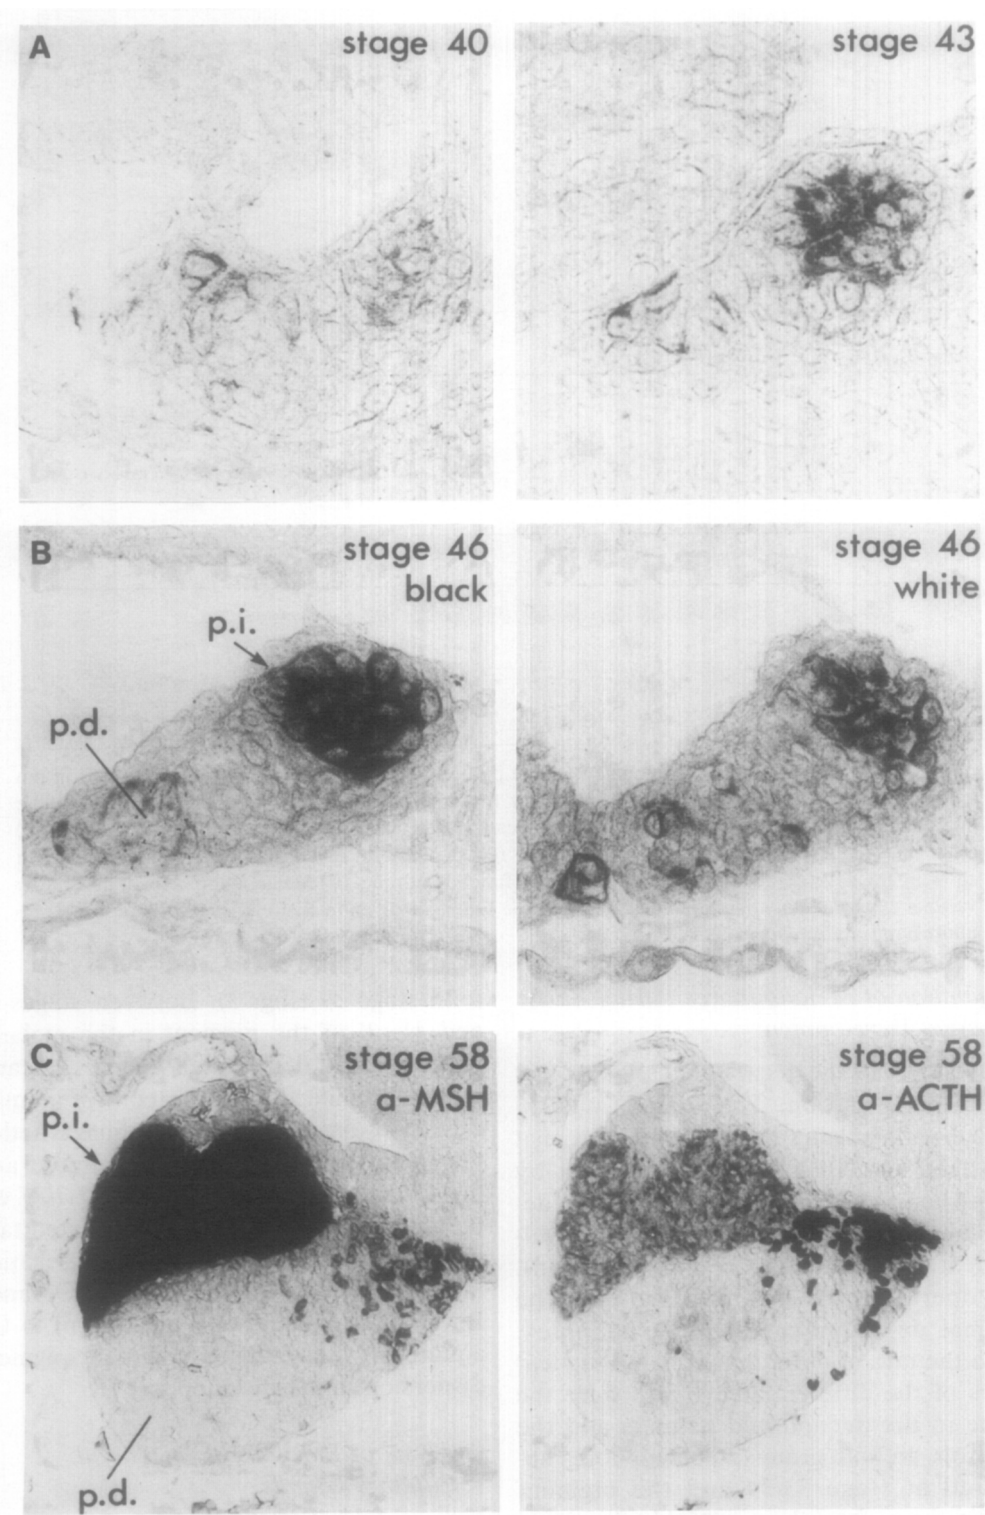 A
stage 40
stage 43
B
stage 46
black
p.i.
p.d.
stage 46
white
C
stage 58
a-MSH
p.i.
p.d.
stage 58
a-ACTH